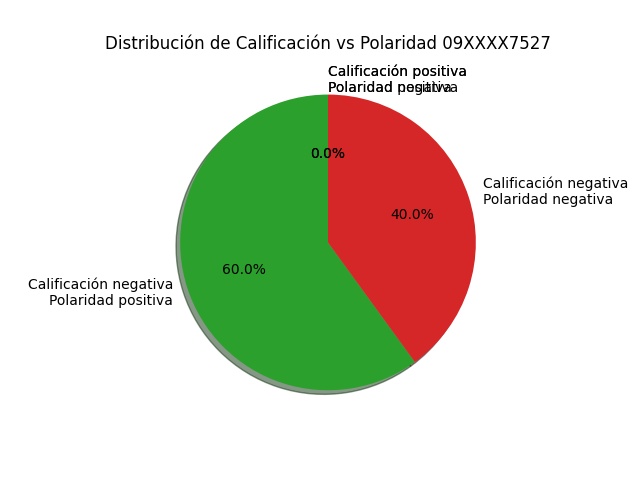 Distribución de Calificación vs Polaridad 09XXXX7527
Calificación positiva
Polaridad
0.0%
Calificación negativa
Polaridad negativa
40.0%
60.0%
Calificación negativa
Polaridad positiva